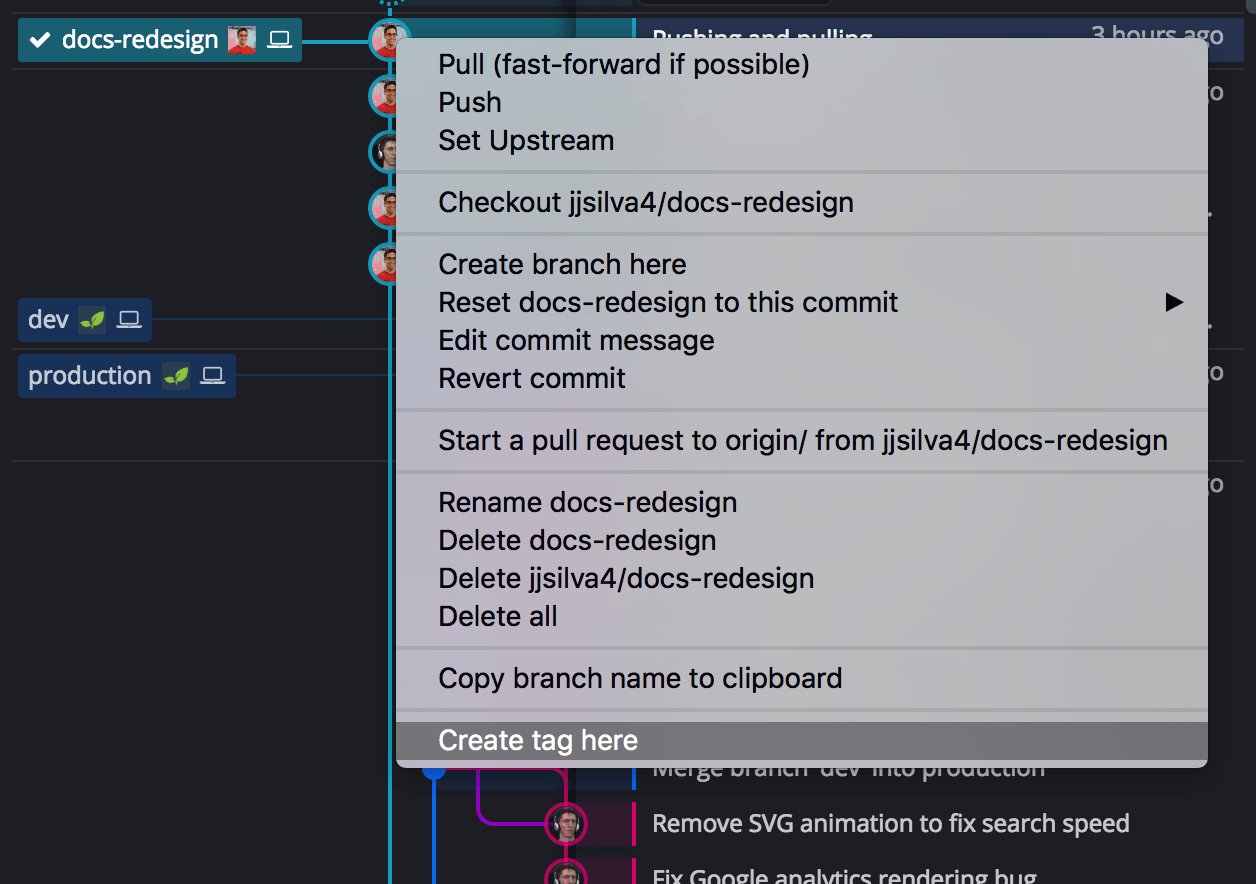 docs-redesign
Pushing and pulling 3 hours ago
Pull (fast-forward if possible)
Push
go
Set Upstream
Checkout jjsilva4/docs-redesign
Create branch here
Reset docs-redesign to this commit
dev
Edit commit message
production
Revert commit
go
Start a pull request to origin/ from jjsilva4/docs-redesign
go
Rename docs-redesign
Delete docs-redesign
Delete jjsilva4/docs-redesign
Delete all
Copy branch name to clipboard
Create tag here
Merge branch 'dev' into production
Remove SVG animation to fix search speed
Fix Google analytics rendering bug